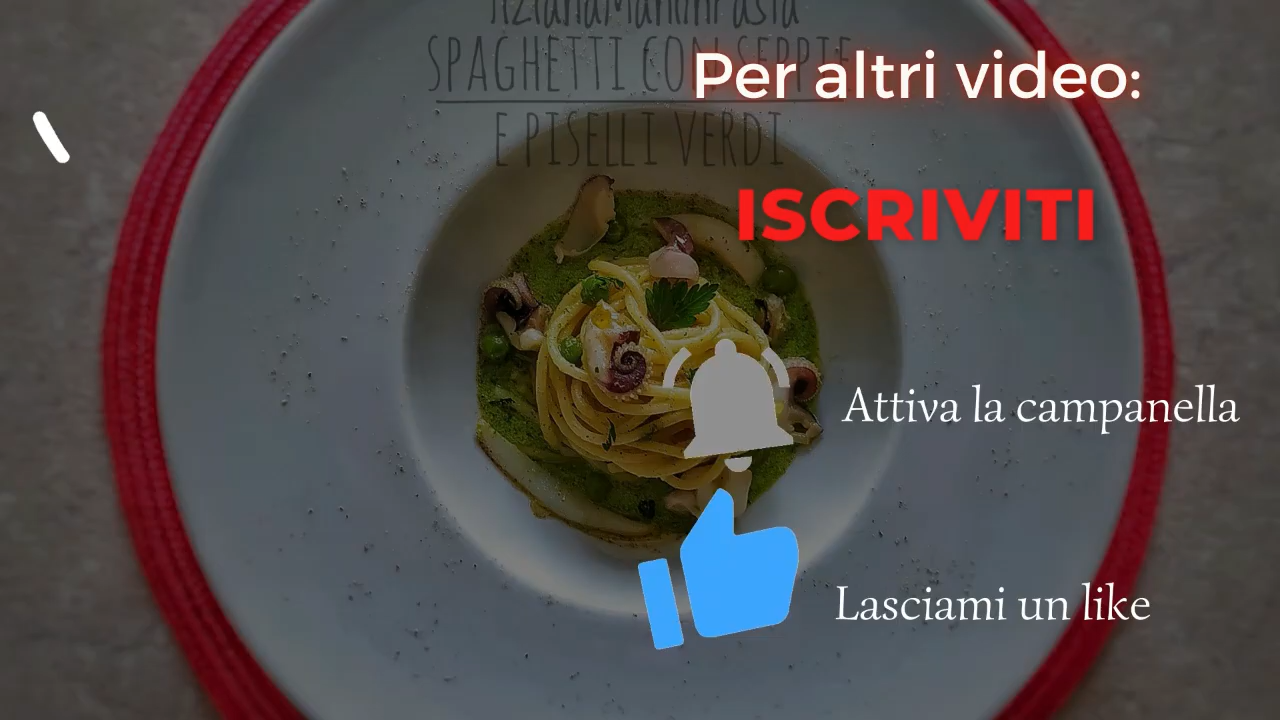 SPAGHETTI CON SEPPIE
E PISELLI VERDI
Per altri video:
ISCRIVITI
Attiva la campanella
Lasciami un like